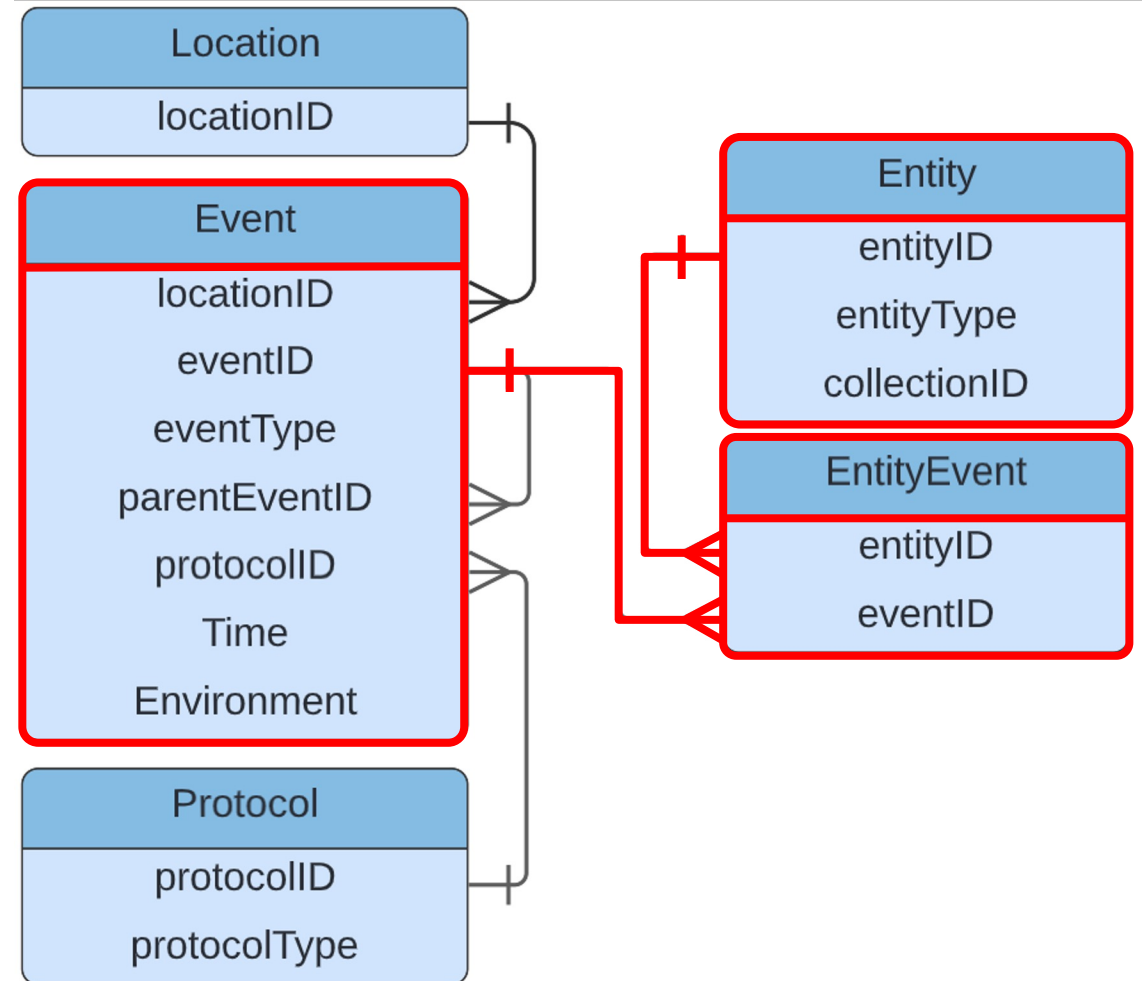 Location
locationID
Event
locationID
eventID
eventType
parentEventID
protocolID
Time
Environment
Protocol
protocolID
protocolType
Entity
entityID
entityType
collectionID
EntityEvent
entityID
eventID